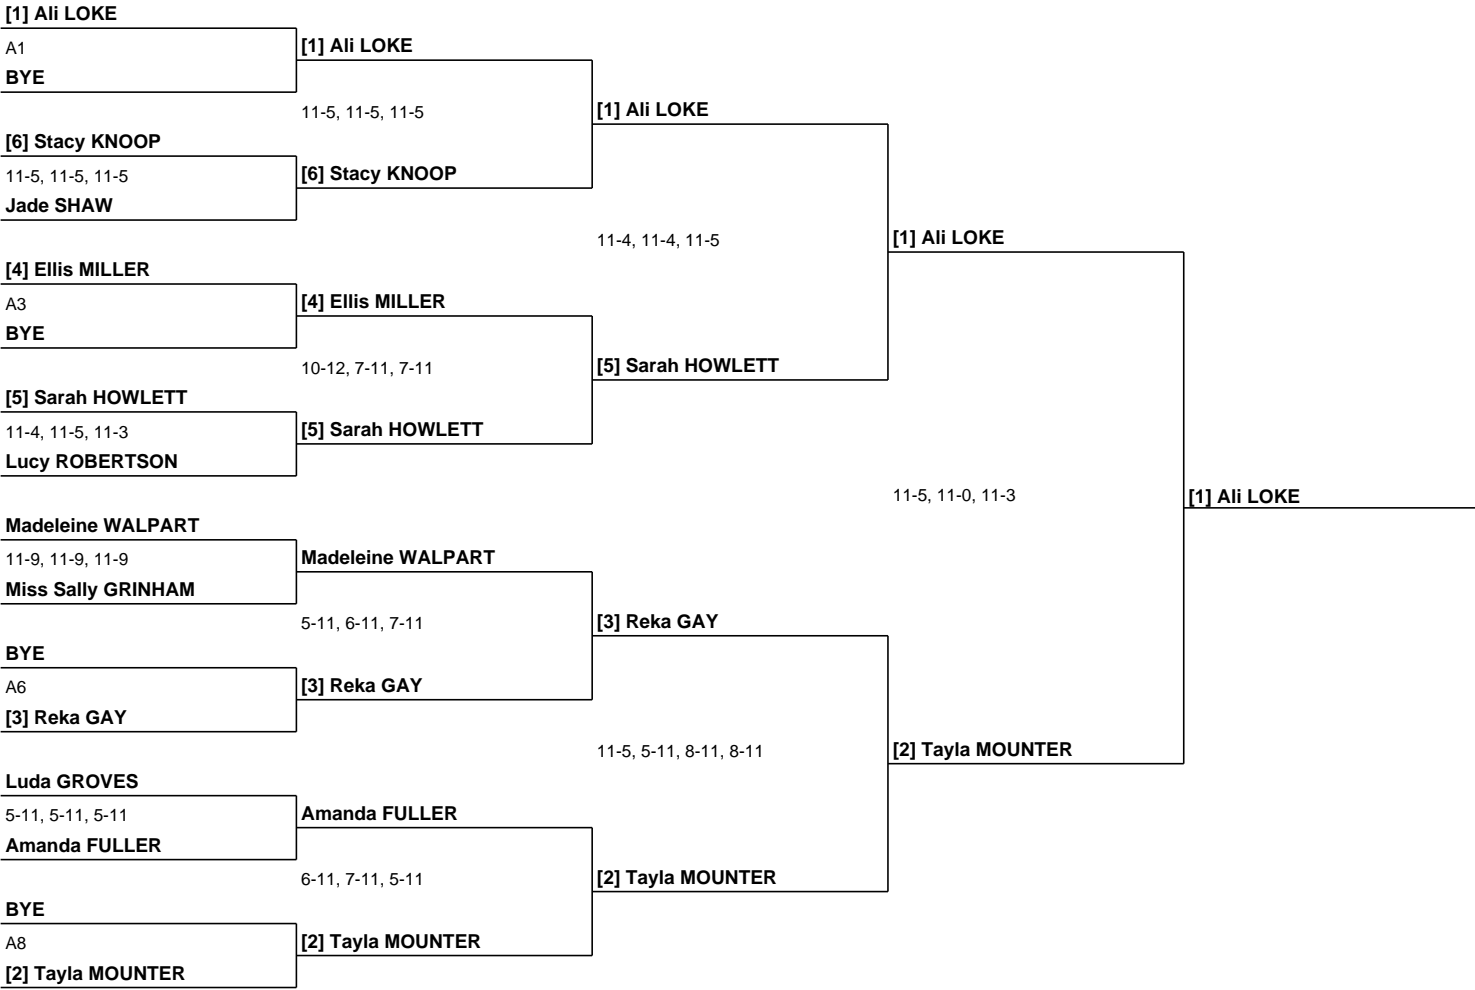 [1] Ali LOKE
A1
BYE
[6] Stacy KNOOP
11-5, 11-5, 11-5
Jade SHAW
[4] Ellis MILLER
A3
BYE
[5] Sarah HOWLETT
11-4, 11-5, 11-3
Lucy ROBERTSON
Madeleine WALPART
11-9, 11-9, 11-9
Miss Sally GRINHAM
BYE
A6
[3] Reka GAY
Luda GROVES
5-11, 5-11, 5-11
Amanda FULLER
BYE
A8
[2] Tayla MOUNTER
[1] Ali LOKE
11-5, 11-5, 11-5
[6] Stacy KNOOP
[4] Ellis MILLER
10-12, 7-11, 7-11
[5] Sarah HOWLETT
Madeleine WALPART
5-11, 6-11, 7-11
[3] Reka GAY
Amanda FULLER
6-11, 7-11, 5-11
[2] Tayla MOUNTER
[1] Ali LOKE
11-4, 11-4, 11-5
[5] Sarah HOWLETT
[3] Reka GAY
11-5, 5-11, 8-11, 8-11
[2] Tayla MOUNTER
[1] Ali LOKE
11-5, 11-0, 11-3
[2] Tayla MOUNTER
[1] Ali LOKE